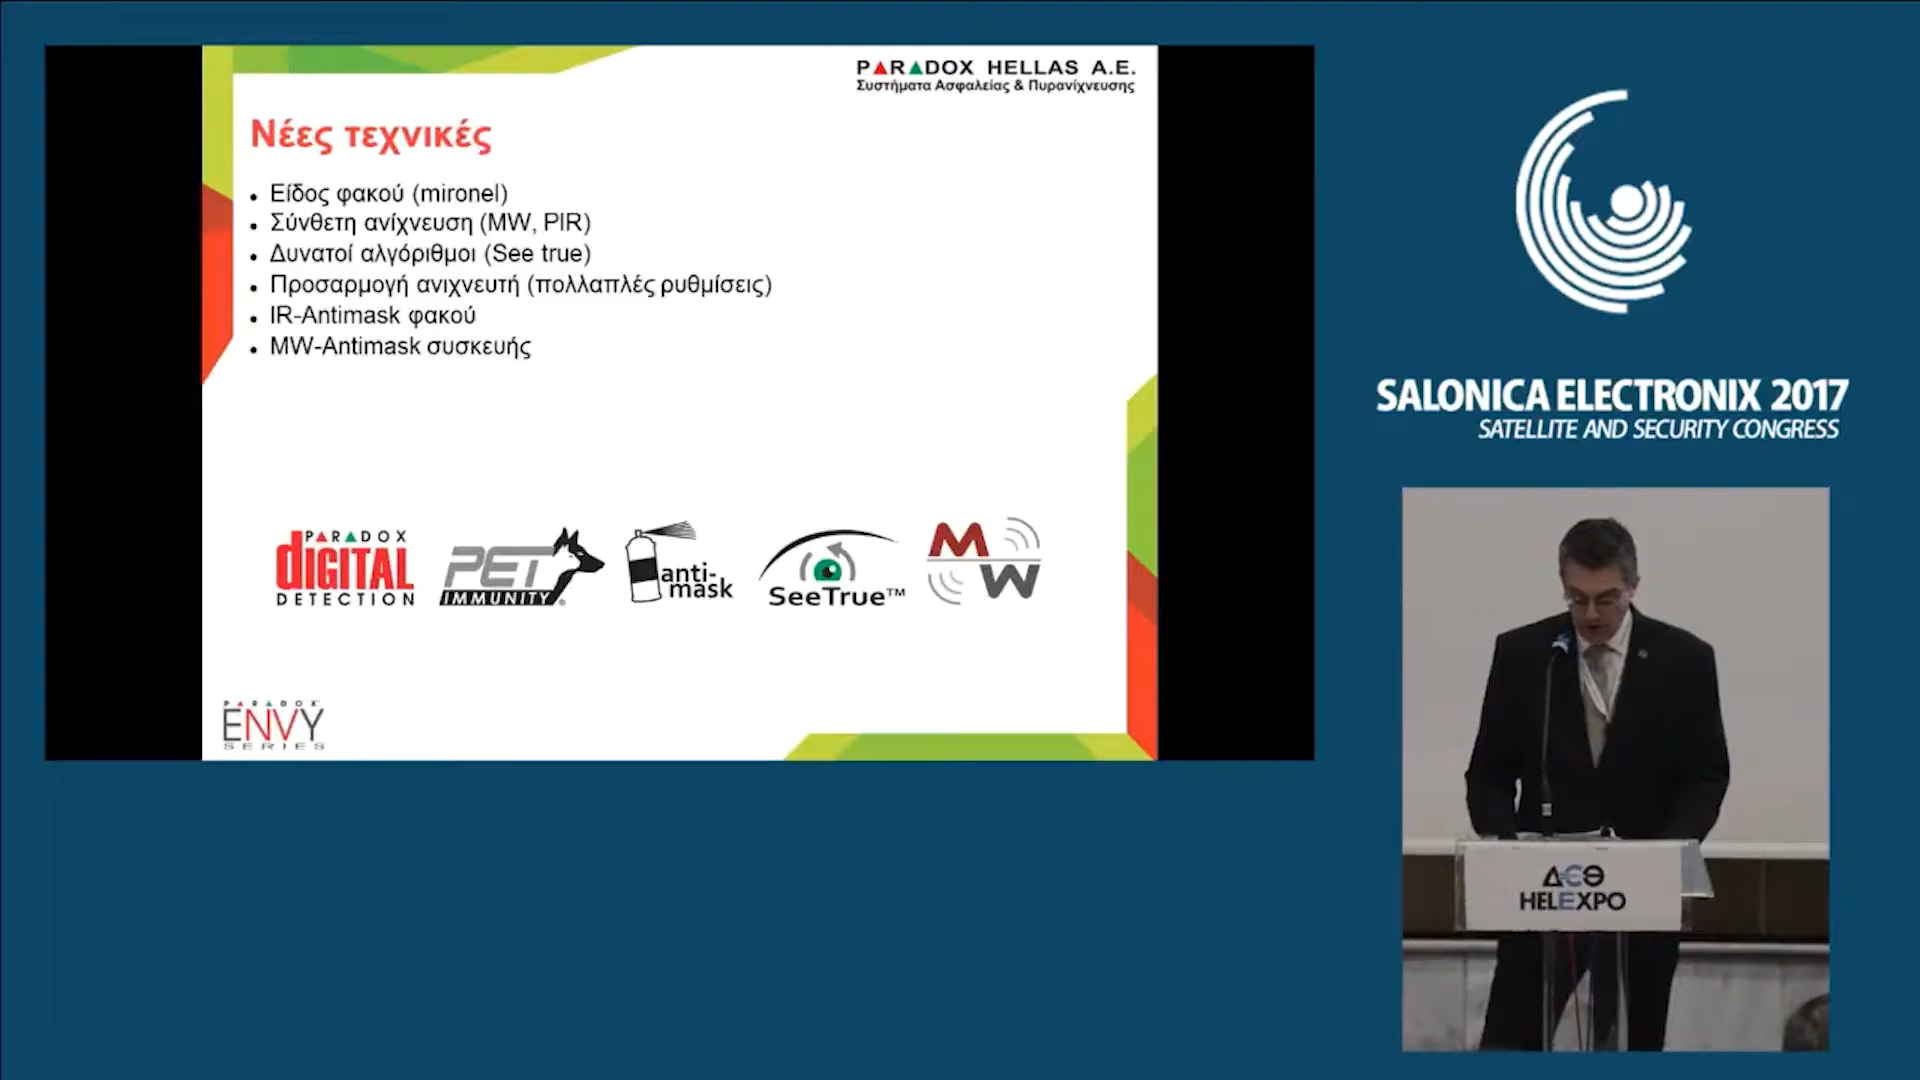 PARADOX HELLAS A.E.
Συστήματα Ασφαλείας & Πυρανίχνευσης
Νέες τεχνικές
• Είδος φακού (mironel)
• Σύνθετη ανίχνευση (MW, PIR)
• Δυνατοί αλγόριθμοι (See true)
• Προσαρμογή ανιχνευτή (πολλαπλές ρυθμίσεις)
• IR-Antimask φακού
• MW-Antimask συσκευής
PARADOX
dIGITAL
DETECTION
PET
IMMUNITY®
anti-
mask
SeeTrue™
M
W
PARADOX
ENVY
SERIES
SALONICA ELECTRONIX 2017
SATELLITE AND SECURITY CONGRESS
ΔΕΘ
HELEXPO